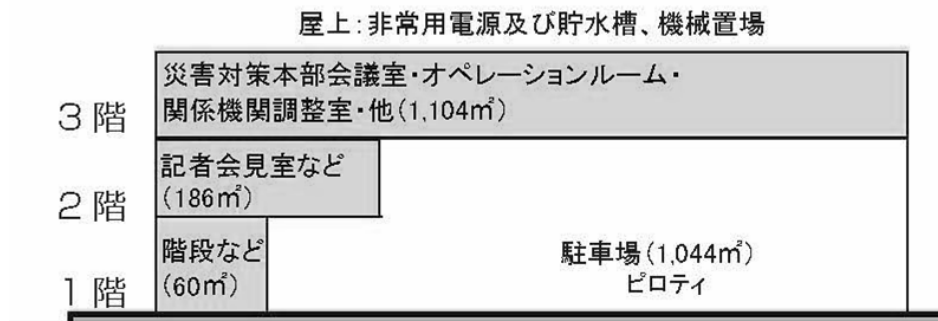 屋上:非常用電源及び貯水槽、機械置場
災害対策本部会議室・オペレーションルーム・
関係機関調整室・他(1,104㎡)
3階
記者会見室など
(186㎡)
2階
階段など
(60㎡)
1階
駐車場(1,044㎡)
ピロティ